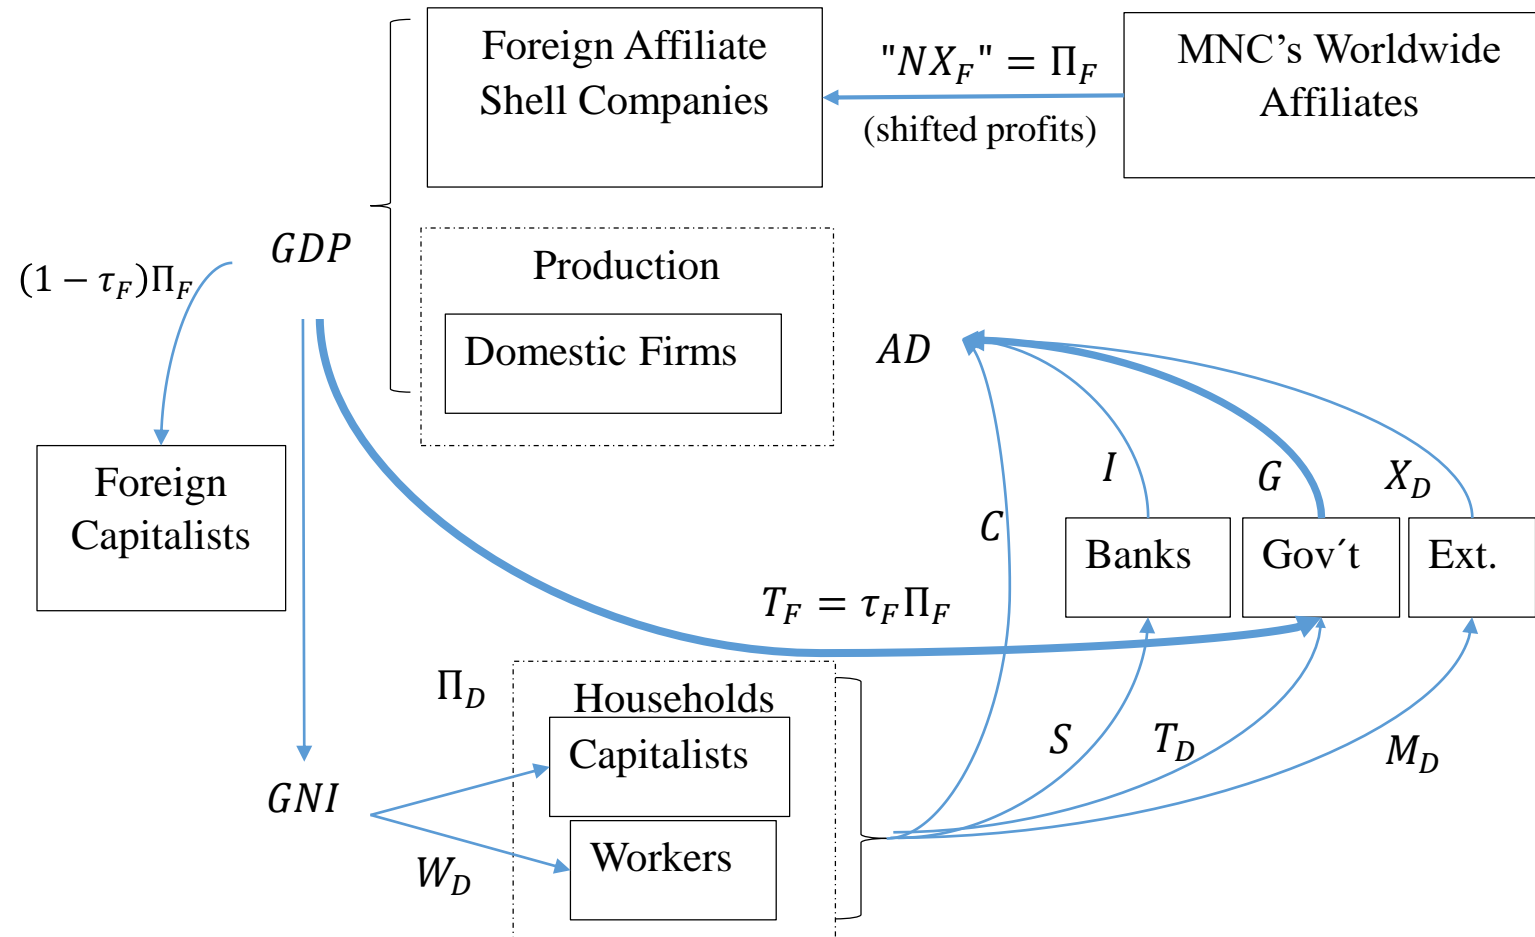 Foreign Affiliate
Shell Companies
"NX_F" = Π_F
(shifted profits)
MNC’s Worldwide
Affiliates
GDP
(1 − τ_F)Π_F
Production
Domestic Firms
AD
Foreign
Capitalists
I
G
X_D
C
Banks
Gov´t
Ext.
T_F = τ_FΠ_F
Π_D
Households
Capitalists
S
T_D
M_D
GNI
Workers
W_D